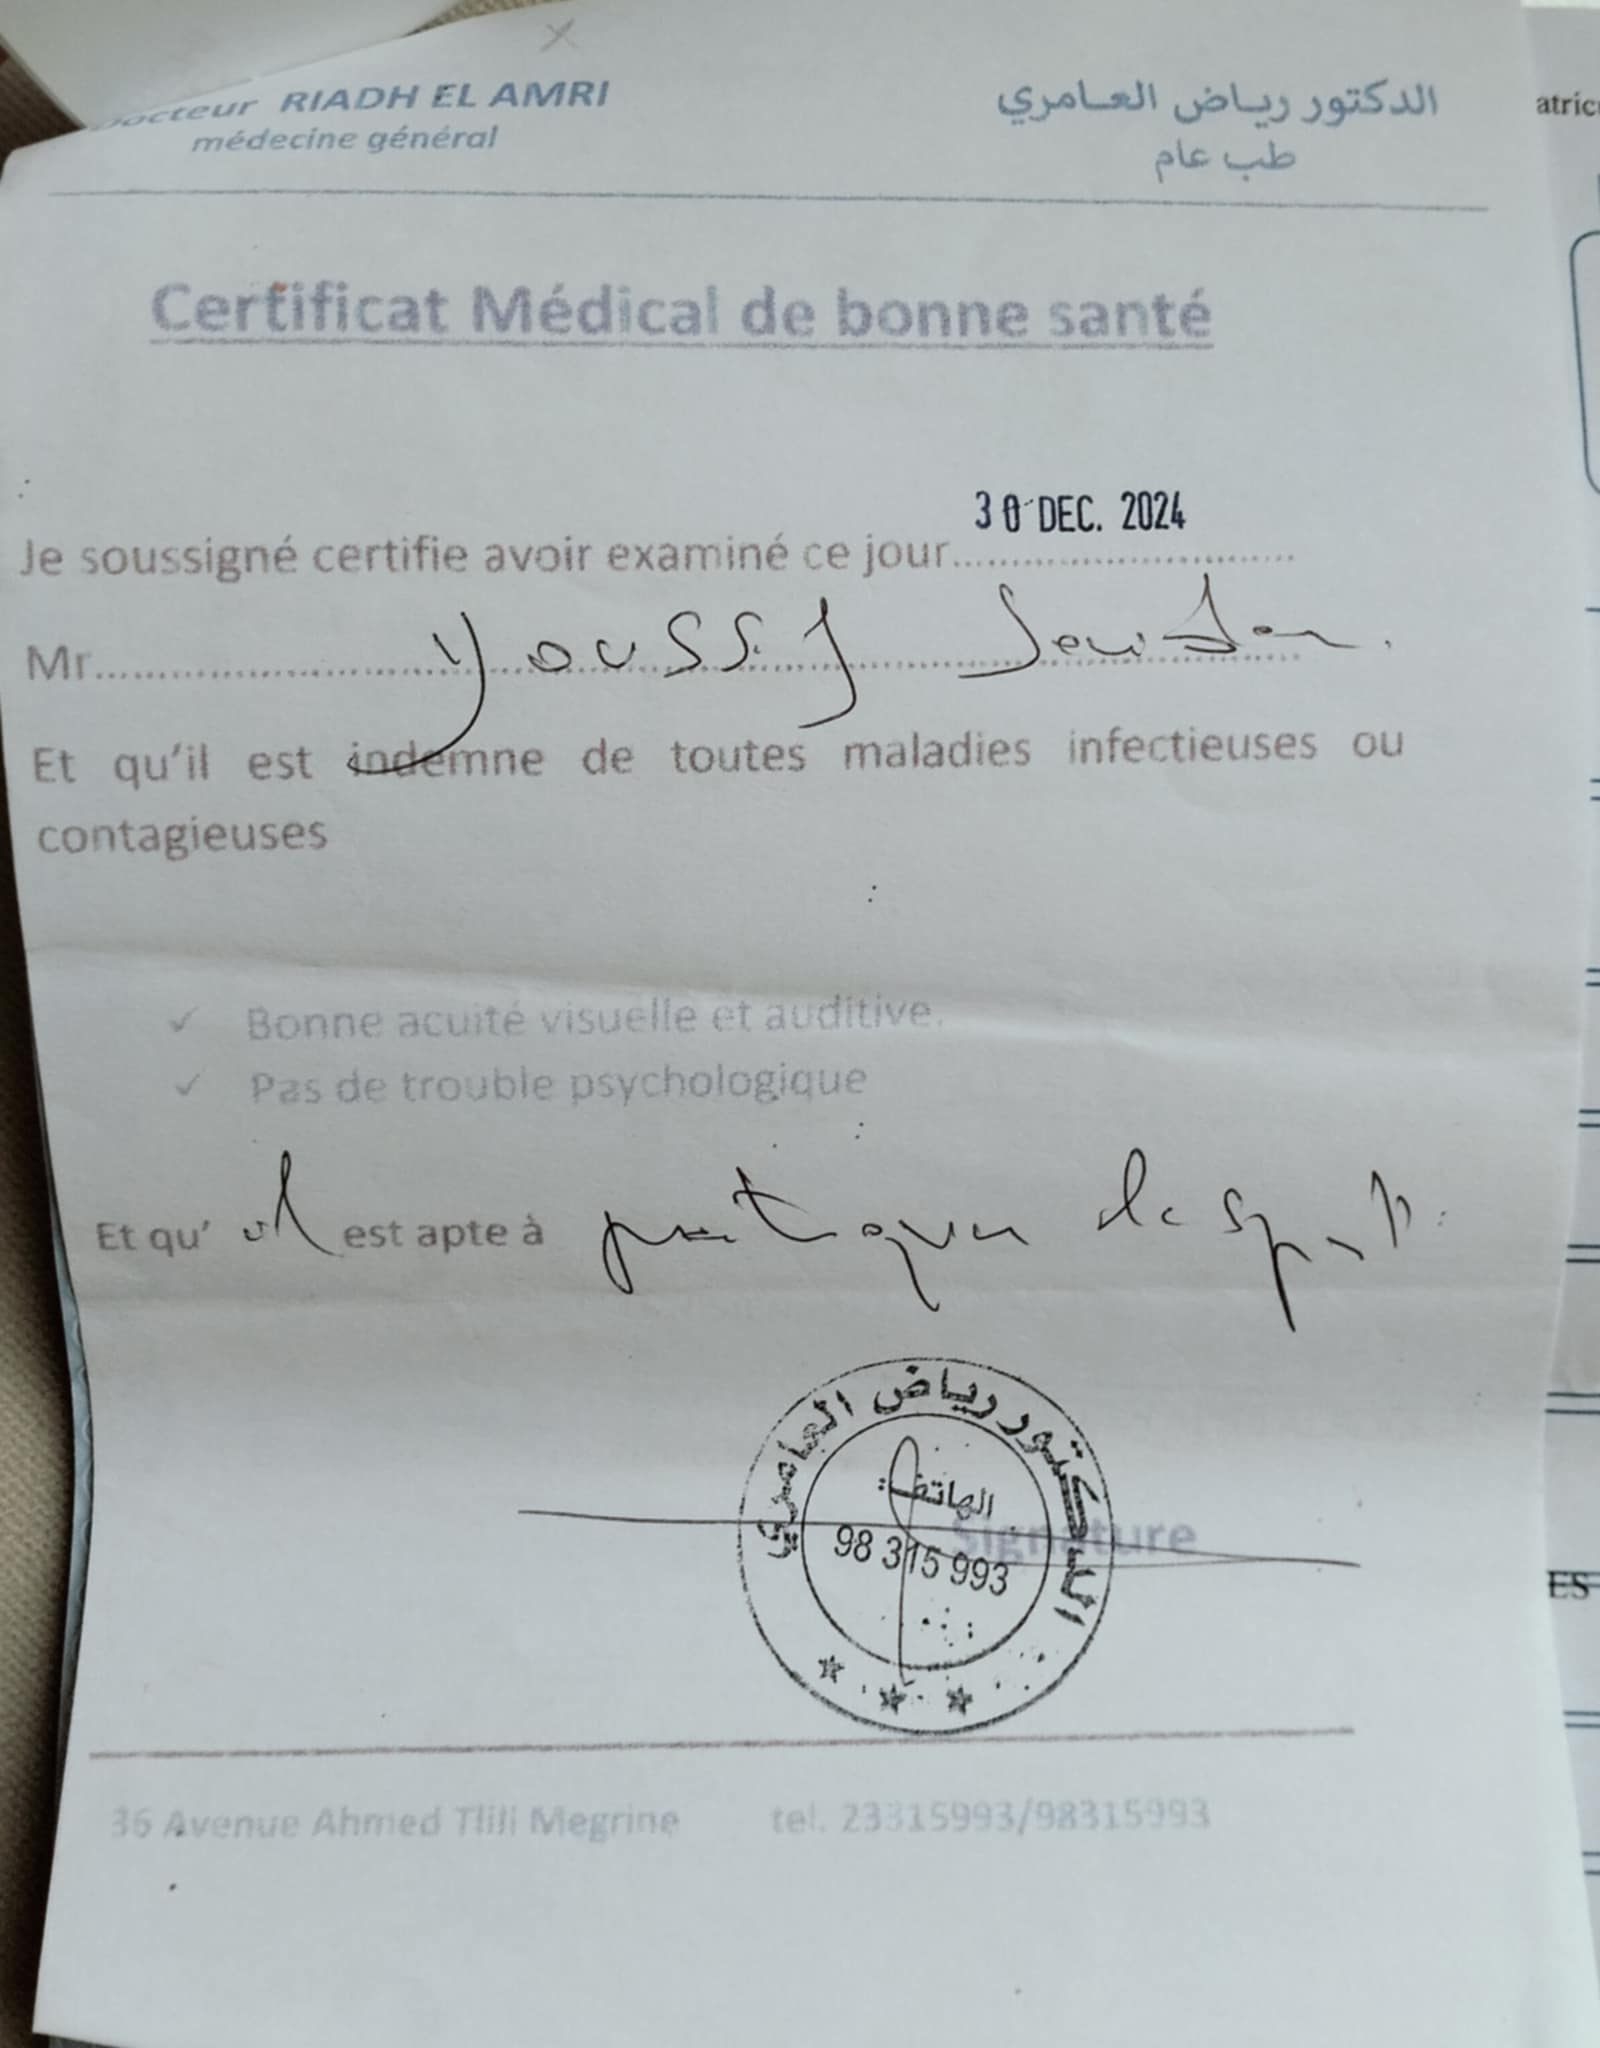 Docteur RIADH EL AMRI
médecine général
الدكتور رياض العامري
طب عام
atric
Certificat Médical de bonne santé
30 DEC. 2024
Je soussigné certifie avoir examiné ce jour
Mr Youssef
Et qu'il est indemne de toutes maladies infectieuses ou
contagieuses
✓ Bonne acuité visuelle et auditive.
✓ Pas de trouble psychologique
Et qu' il est apte à pratiquer le sport.
الدكتور رياض العامري
الهاتف:
98 315 993
Signature
ES
36 Avenue Ahmed Tlili Megrine tel. 23315993/98315993